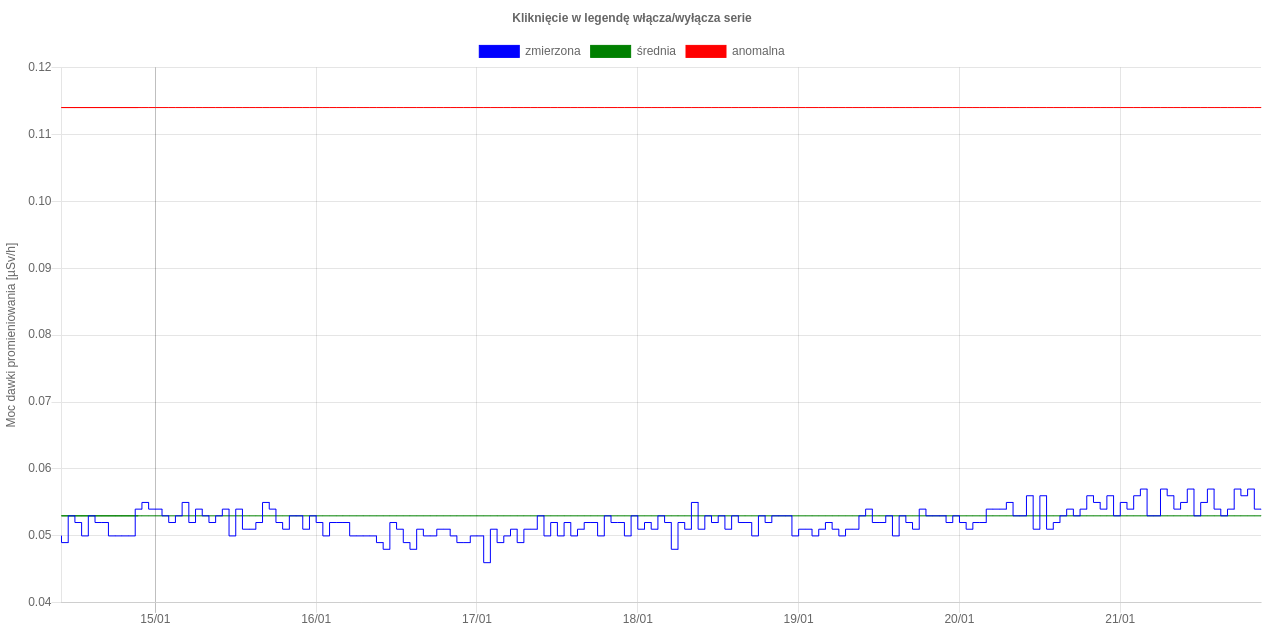 Kliknięcie w legendę włącza/wyłącza serie
zmierzona średnia anomalna
Moc dawki promieniowania [µSv/h]
0.12
0.11
0.10
0.09
0.08
0.07
0.06
0.05
0.04
15/01 16/01 17/01 18/01 19/01 20/01 21/01